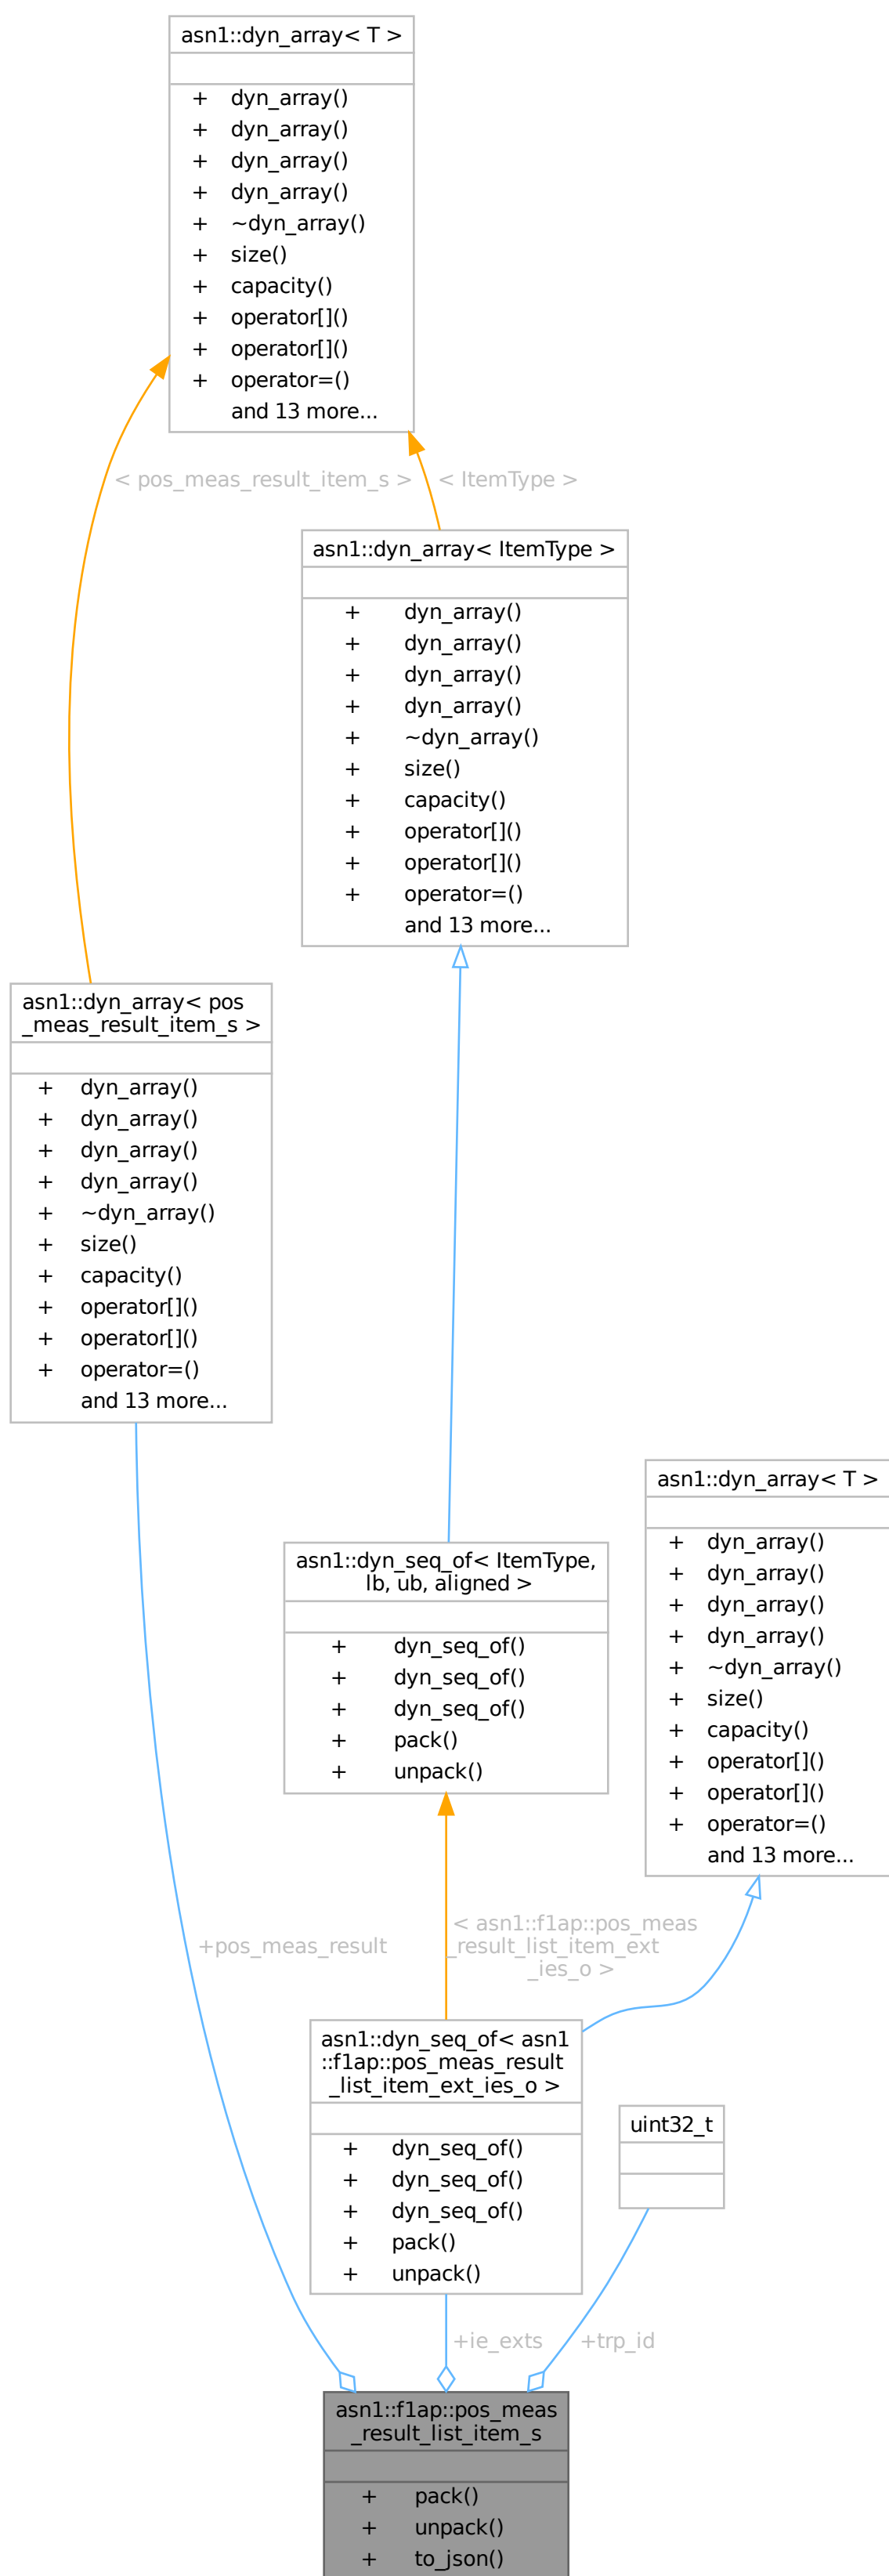 asn1::dyn_array< T >
+ dyn_array()
+ dyn_array()
+ dyn_array()
+ dyn_array()
+ ~dyn_array()
+ size()
+ capacity()
+ operator[]()
+ operator[]()
+ operator=()
and 13 more...
< pos_meas_result_item_s >
< ItemType >
asn1::dyn_array< ItemType >
+ dyn_array()
+ dyn_array()
+ dyn_array()
+ dyn_array()
+ ~dyn_array()
+ size()
+ capacity()
+ operator[]()
+ operator[]()
+ operator=()
and 13 more...
asn1::dyn_array< pos
_meas_result_item_s >
+ dyn_array()
+ dyn_array()
+ dyn_array()
+ dyn_array()
+ ~dyn_array()
+ size()
+ capacity()
+ operator[]()
+ operator[]()
+ operator=()
and 13 more...
asn1::dyn_array< T >
+ dyn_array()
+ dyn_array()
+ dyn_array()
+ dyn_array()
+ ~dyn_array()
+ size()
+ capacity()
+ operator[]()
+ operator[]()
+ operator=()
and 13 more...
asn1::dyn_seq_of< ItemType,
lb, ub, aligned >
+ dyn_seq_of()
+ dyn_seq_of()
+ dyn_seq_of()
+ pack()
+ unpack()
+pos_meas_result
< asn1::f1ap::pos_meas
_result_list_item_ext
_ies_o >
asn1::dyn_seq_of< asn1
::f1ap::pos_meas_result
_list_item_ext_ies_o >
+ dyn_seq_of()
+ dyn_seq_of()
+ dyn_seq_of()
+ pack()
+ unpack()
uint32_t
+ie_exts
+trp_id
asn1::f1ap::pos_meas
_result_list_item_s
+ pack()
+ unpack()
+ to_json()